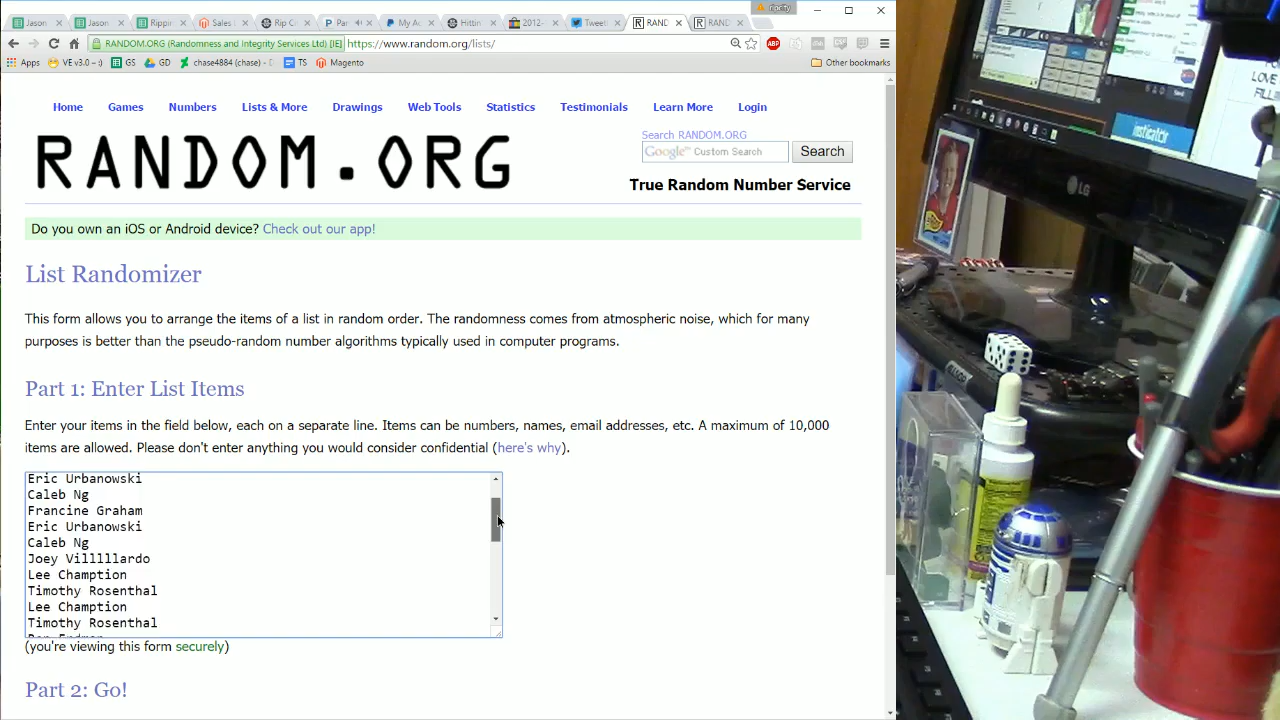 Jason
Jason
Rippin
Sales
Rip C
Pa
My A
Hittin
2012-
Tweet
RAND
RAND
RANDOM.ORG (Randomness and Integrity Services Ltd) [IE]
https://www.random.org/lists/
ABP
Apps
VE v3.0 -- :)
GS
GD
chase4884 (chase) -
TS
Magento
Other bookmarks
Home Games Numbers Lists & More Drawings Web Tools Statistics Testimonials Learn More Login
RANDOM.ORG
Search RANDOM.ORG
Google™ Custom Search
Search
True Random Number Service
Do you own an iOS or Android device? Check out our app!
List Randomizer
This form allows you to arrange the items of a list in random order. The randomness comes from atmospheric noise, which for many
purposes is better than the pseudo-random number algorithms typically used in computer programs.
Part 1: Enter List Items
Enter your items in the field below, each on a separate line. Items can be numbers, names, email addresses, etc. A maximum of 10,000
items are allowed. Please don't enter anything you would consider confidential (here's why).
Eric Urbanowski
Caleb Ng
Francine Graham
Eric Urbanowski
Caleb Ng
Joey Villlllardo
Lee Chamption
Timothy Rosenthal
Lee Chamption
Timothy Rosenthal
(you're viewing this form securely)
Part 2: Go!
insticator
LG
LOVE
FILL